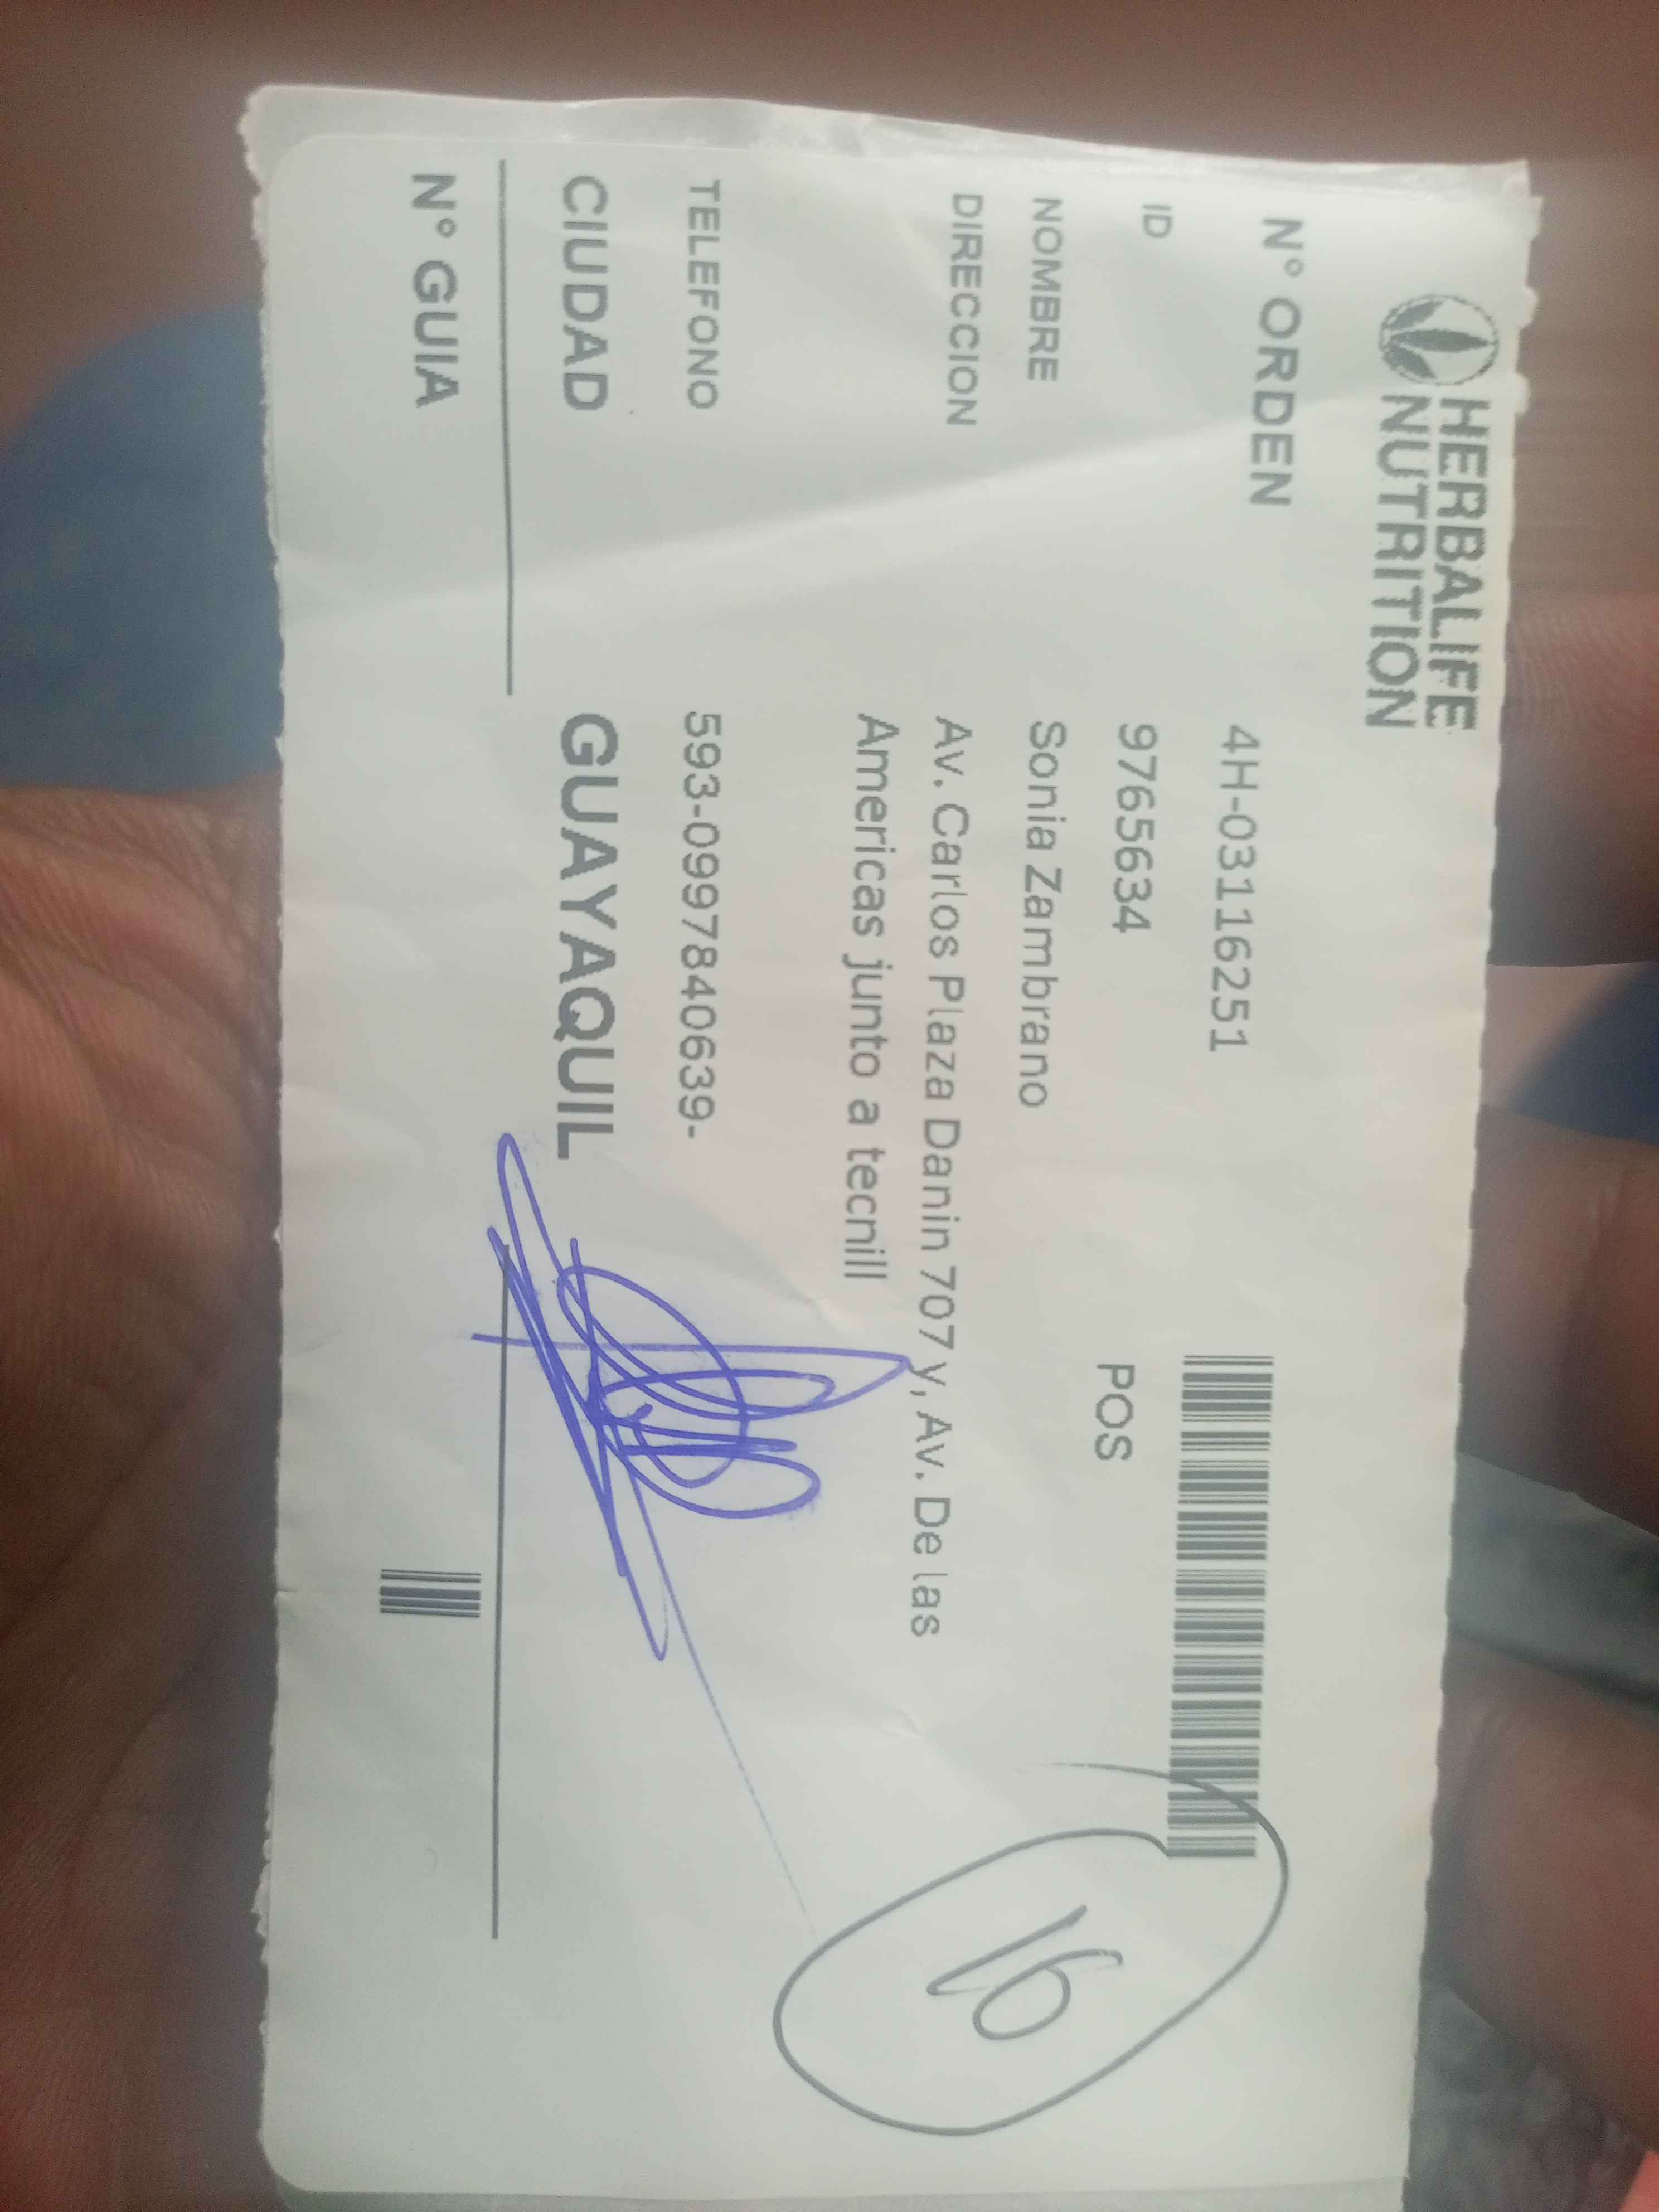 HERBALIFE
NUTRITION
N° ORDEN 4H-03116251
ID 9765634 POS
NOMBRE Sonia Zambrano
DIRECCION Av. Carlos Plaza Danin 707 y, Av. De las
Americas junto a tecnill
TELEFONO 593-0997840639-
CIUDAD GUAYAQUIL
N° GUIA
16